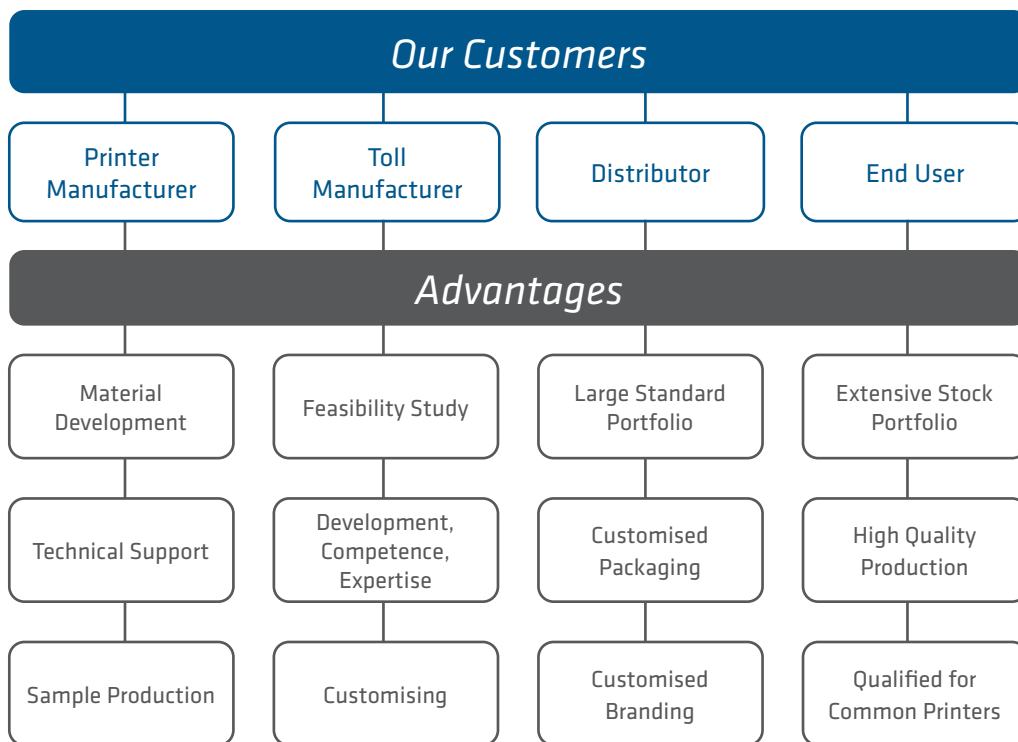 Our Customers
Printer
Manufacturer
Toll
Manufacturer
Distributor
End User
Advantages
Material
Development
Feasibility Study
Large Standard
Portfolio
Extensive Stock
Portfolio
Technical Support
Development,
Competence,
Expertise
Customised
Packaging
High Quality
Production
Sample Production
Customising
Customised
Branding
Qualified for
Common Printers